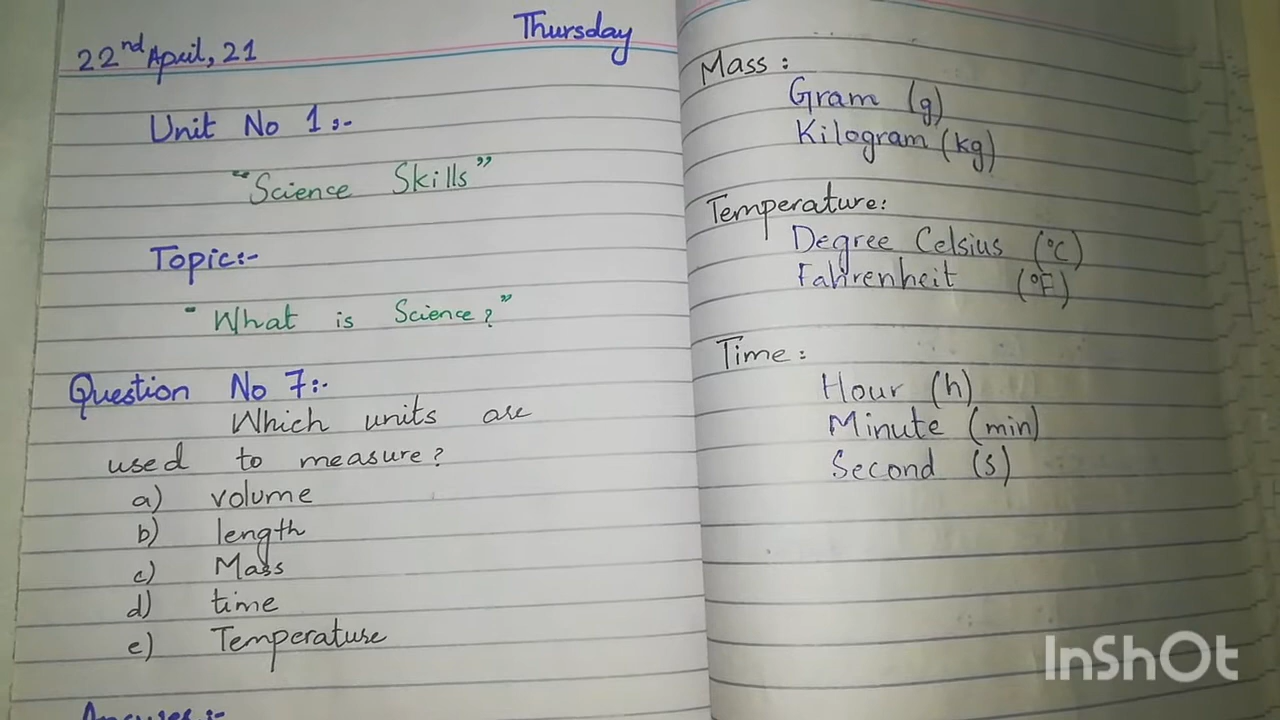 22nd April, 21
Thursday
Unit No 1:-
"Science Skills"
Topic:-
"What is Science?"
Question No 7:-
Which units are
used to measure?
a) volume
b) length
c) Mass
d) time
e) Temperature
Answer:-
Mass:
Gram (g)
Kilogram (kg)
Temperature:
Degree Celsius (°C)
Fahrenheit (°F)
Time:
Hour (h)
Minute (min)
Second (s)
InShOt